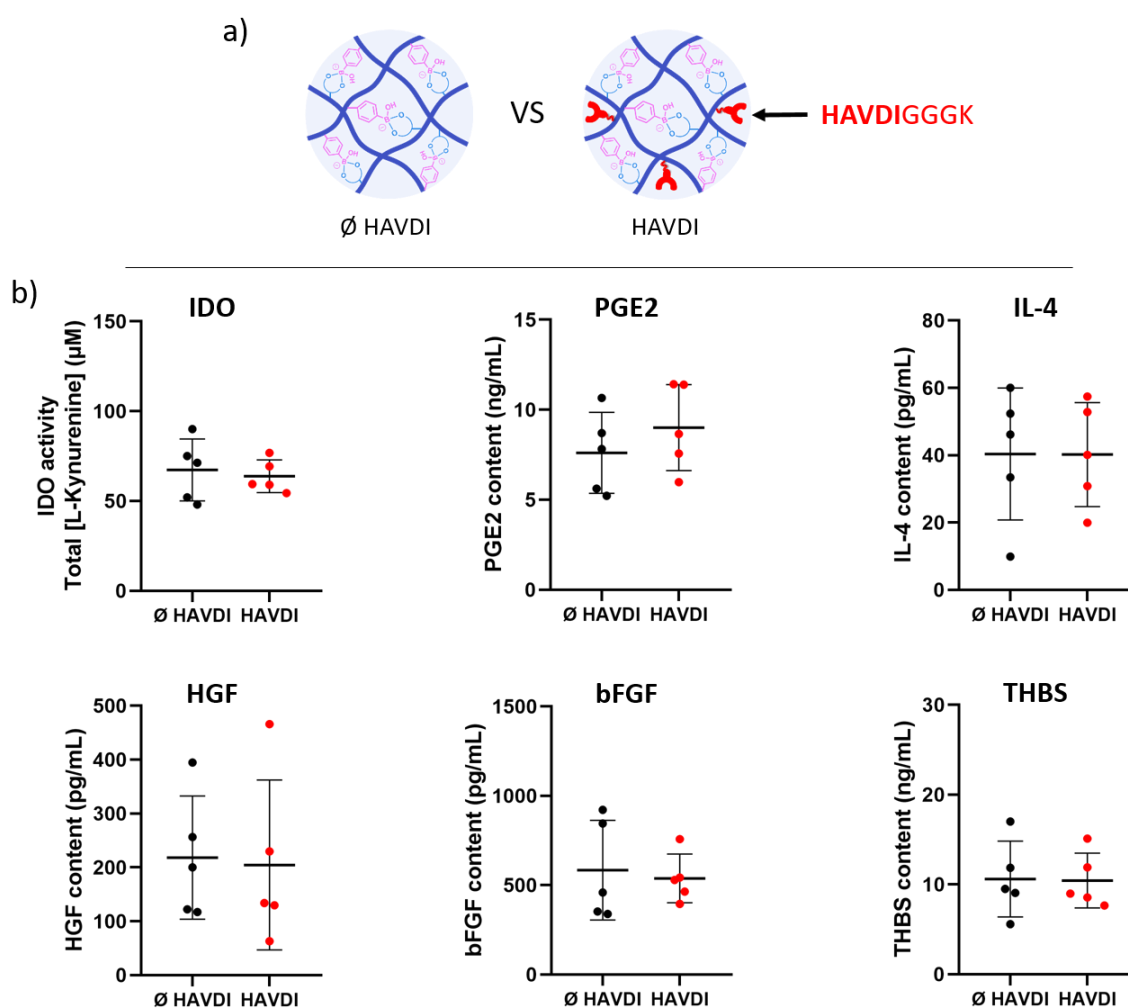 a)
VS
HAVDIGGGK
Ø HAVDI
HAVDI
b)
IDO
IDO activity
Total [L-Kynurenine] (µM)
150
100
50
0
Ø HAVDI HAVDI
PGE2
PGE2 content (ng/mL)
15
10
5
0
Ø HAVDI HAVDI
IL-4
IL-4 content (pg/mL)
80
60
40
20
0
Ø HAVDI HAVDI
HGF
HGF content (pg/mL)
500
400
300
200
100
0
Ø HAVDI HAVDI
bFGF
bFGF content (pg/mL)
1500
1000
500
0
Ø HAVDI HAVDI
THBS
THBS content (ng/mL)
30
20
10
0
Ø HAVDI HAVDI